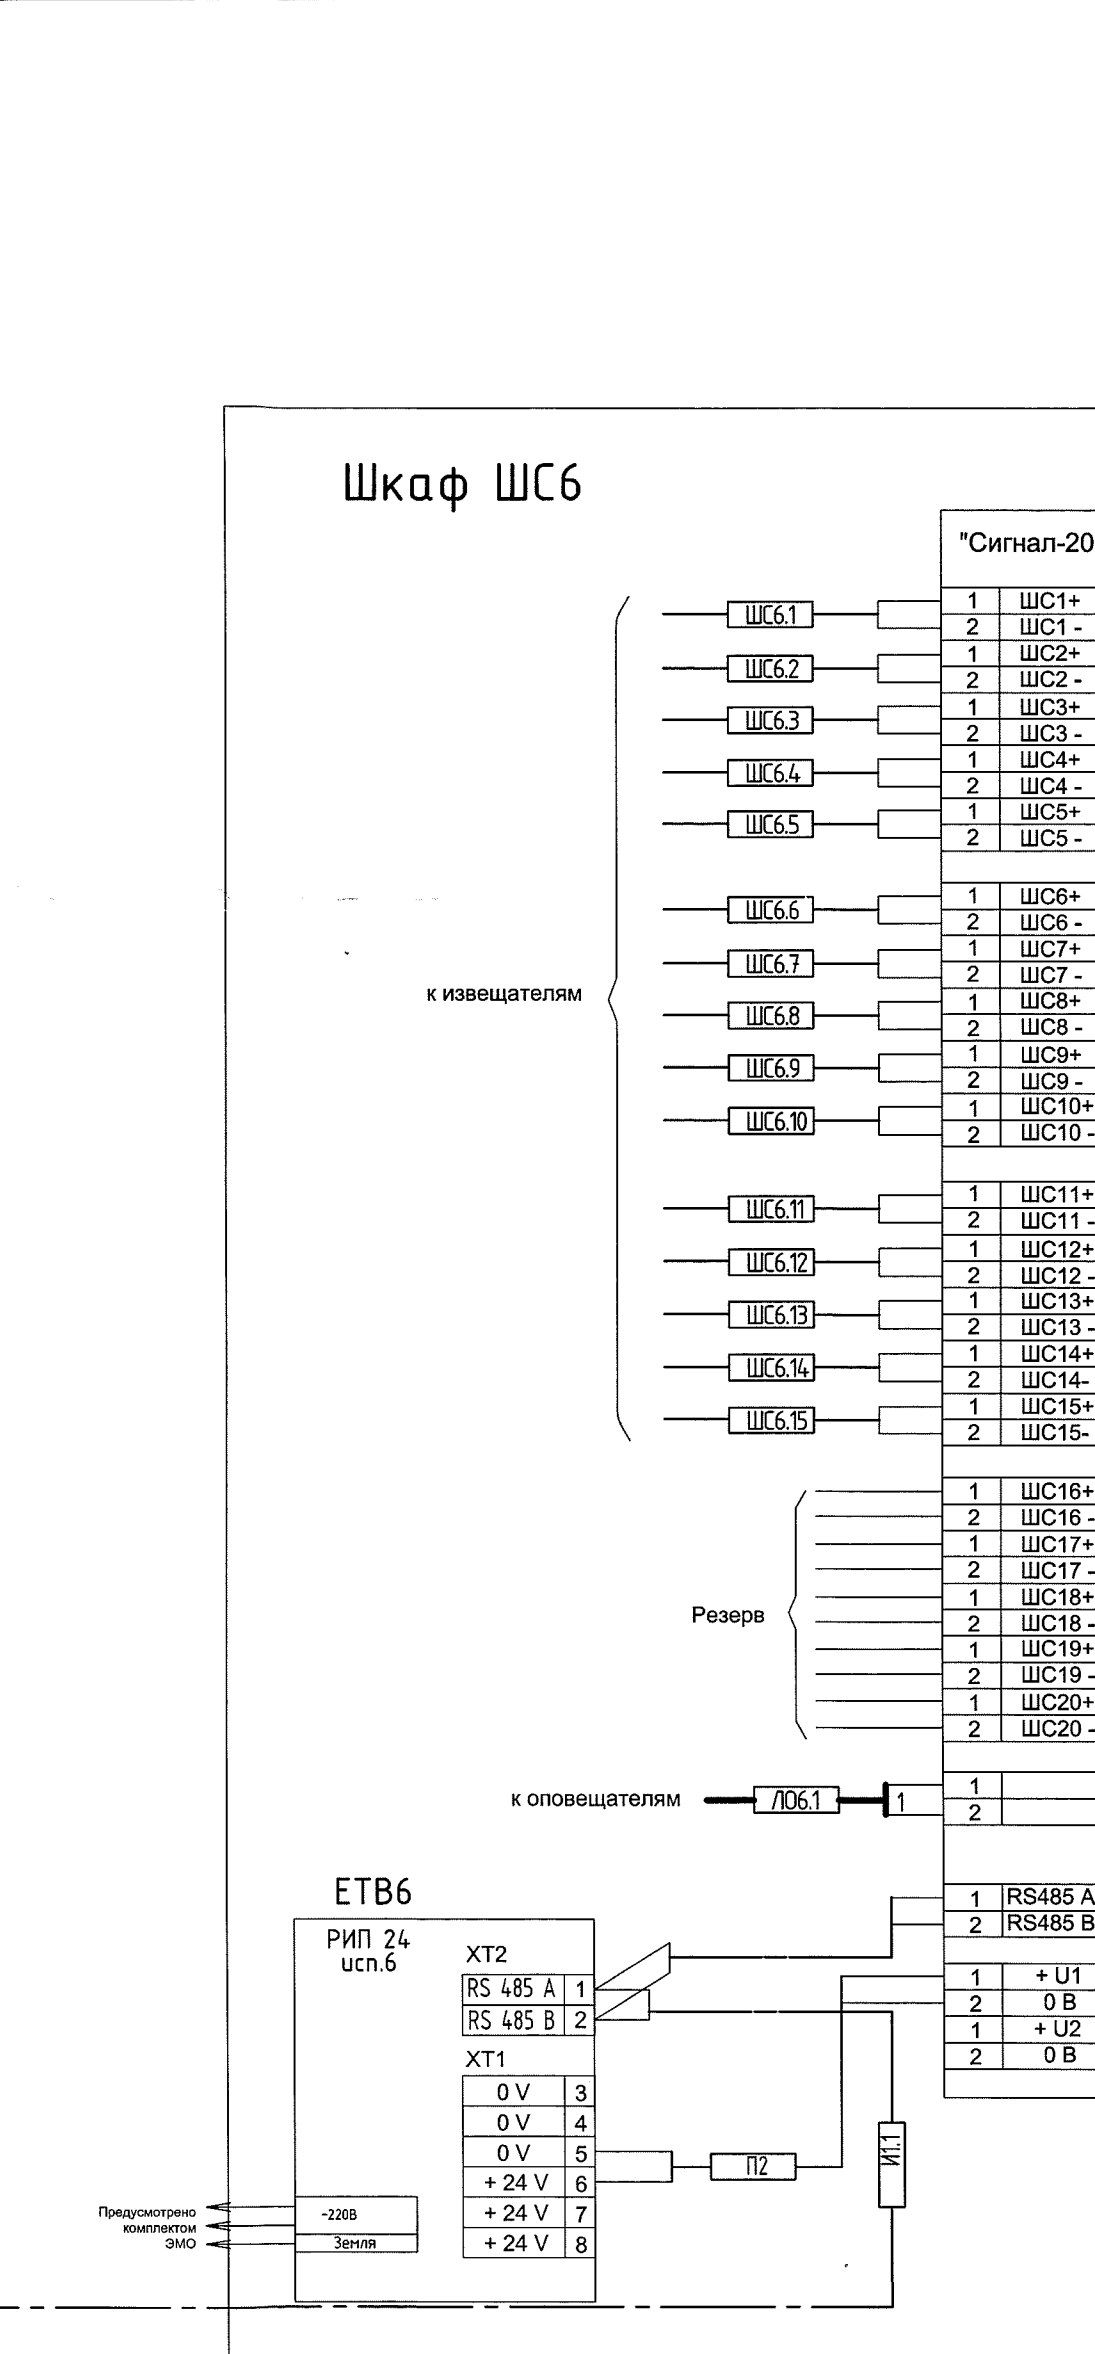 Шкаф ШС6
"Сигнал-20
ШС6.1 1 ШС1+
2 ШС1 -
ШС6.2 1 ШС2+
2 ШС2 -
ШС6.3 1 ШС3+
2 ШС3 -
ШС6.4 1 ШС4+
2 ШС4 -
ШС6.5 1 ШС5+
2 ШС5 -
ШС6.6 1 ШС6+
2 ШС6 -
ШС6.7 1 ШС7+
2 ШС7 -
к извещателям
ШС6.8 1 ШС8+
2 ШС8 -
ШС6.9 1 ШС9+
2 ШС9 -
ШС6.10 1 ШС10+
2 ШС10 -
ШС6.11 1 ШС11+
2 ШС11 -
ШС6.12 1 ШС12+
2 ШС12 -
ШС6.13 1 ШС13+
2 ШС13 -
ШС6.14 1 ШС14+
2 ШС14-
ШС6.15 1 ШС15+
2 ШС15-
1 ШС16+
2 ШС16 -
1 ШС17+
2 ШС17 -
1 ШС18+
Резерв
2 ШС18 -
1 ШС19+
2 ШС19 -
1 ШС20+
2 ШС20 -
к оповещателям ЛО6.1 1
1
2
1 RS485 A
2 RS485 B
1 + U1
2 0 В
1 + U2
2 0 В
ЕТВ6
РИП 24
исп.6
ХТ2
RS 485 A 1
RS 485 B 2
ХТ1
0 V 3
0 V 4
0 V 5
+ 24 V 6
+ 24 V 7
+ 24 V 8
П2
И1.1
Предусмотрено
комплектом
ЭМО
~220В
Земля